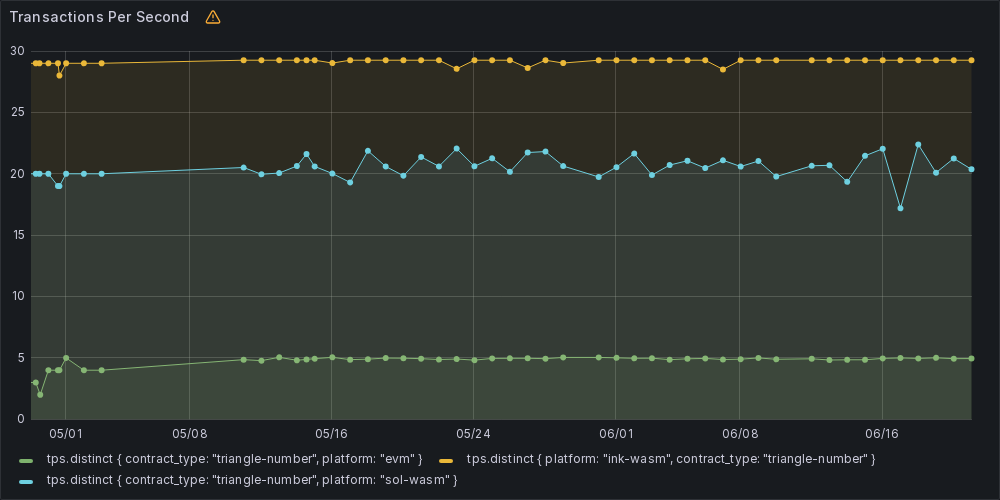 Transactions Per Second
30
25
20
15
10
5
0
05/01 05/08 05/16 05/24 06/01 06/08 06/16
tps.distinct { contract_type: "triangle-number", platform: "evm" } tps.distinct { platform: "ink-wasm", contract_type: "triangle-number" }
tps.distinct { contract_type: "triangle-number", platform: "sol-wasm" }